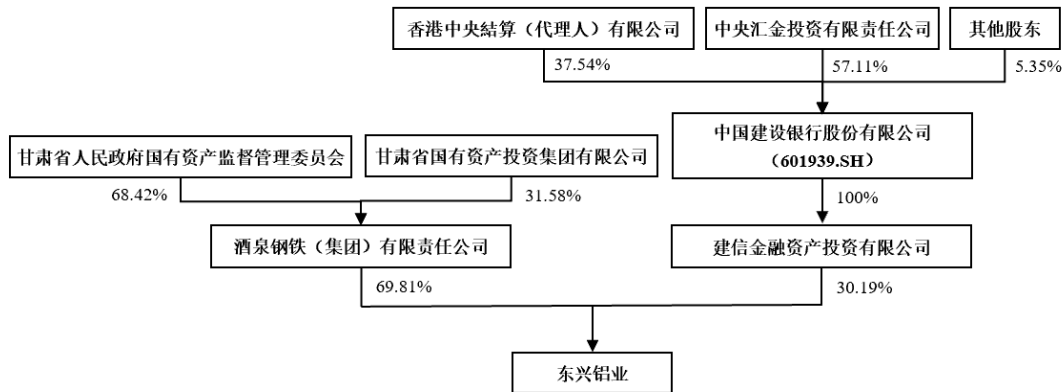 香港中央結算（代理人）有限公司
中央汇金投资有限责任公司
其他股东
37.54%
57.11%
5.35%
中国建设银行股份有限公司
（601939.SH）
甘肃省人民政府国有资产监督管理委员会
甘肃省国有资产投资集团有限公司
68.42%
31.58%
100%
酒泉钢铁（集团）有限责任公司
建信金融资产投资有限公司
69.81%
30.19%
东兴铝业